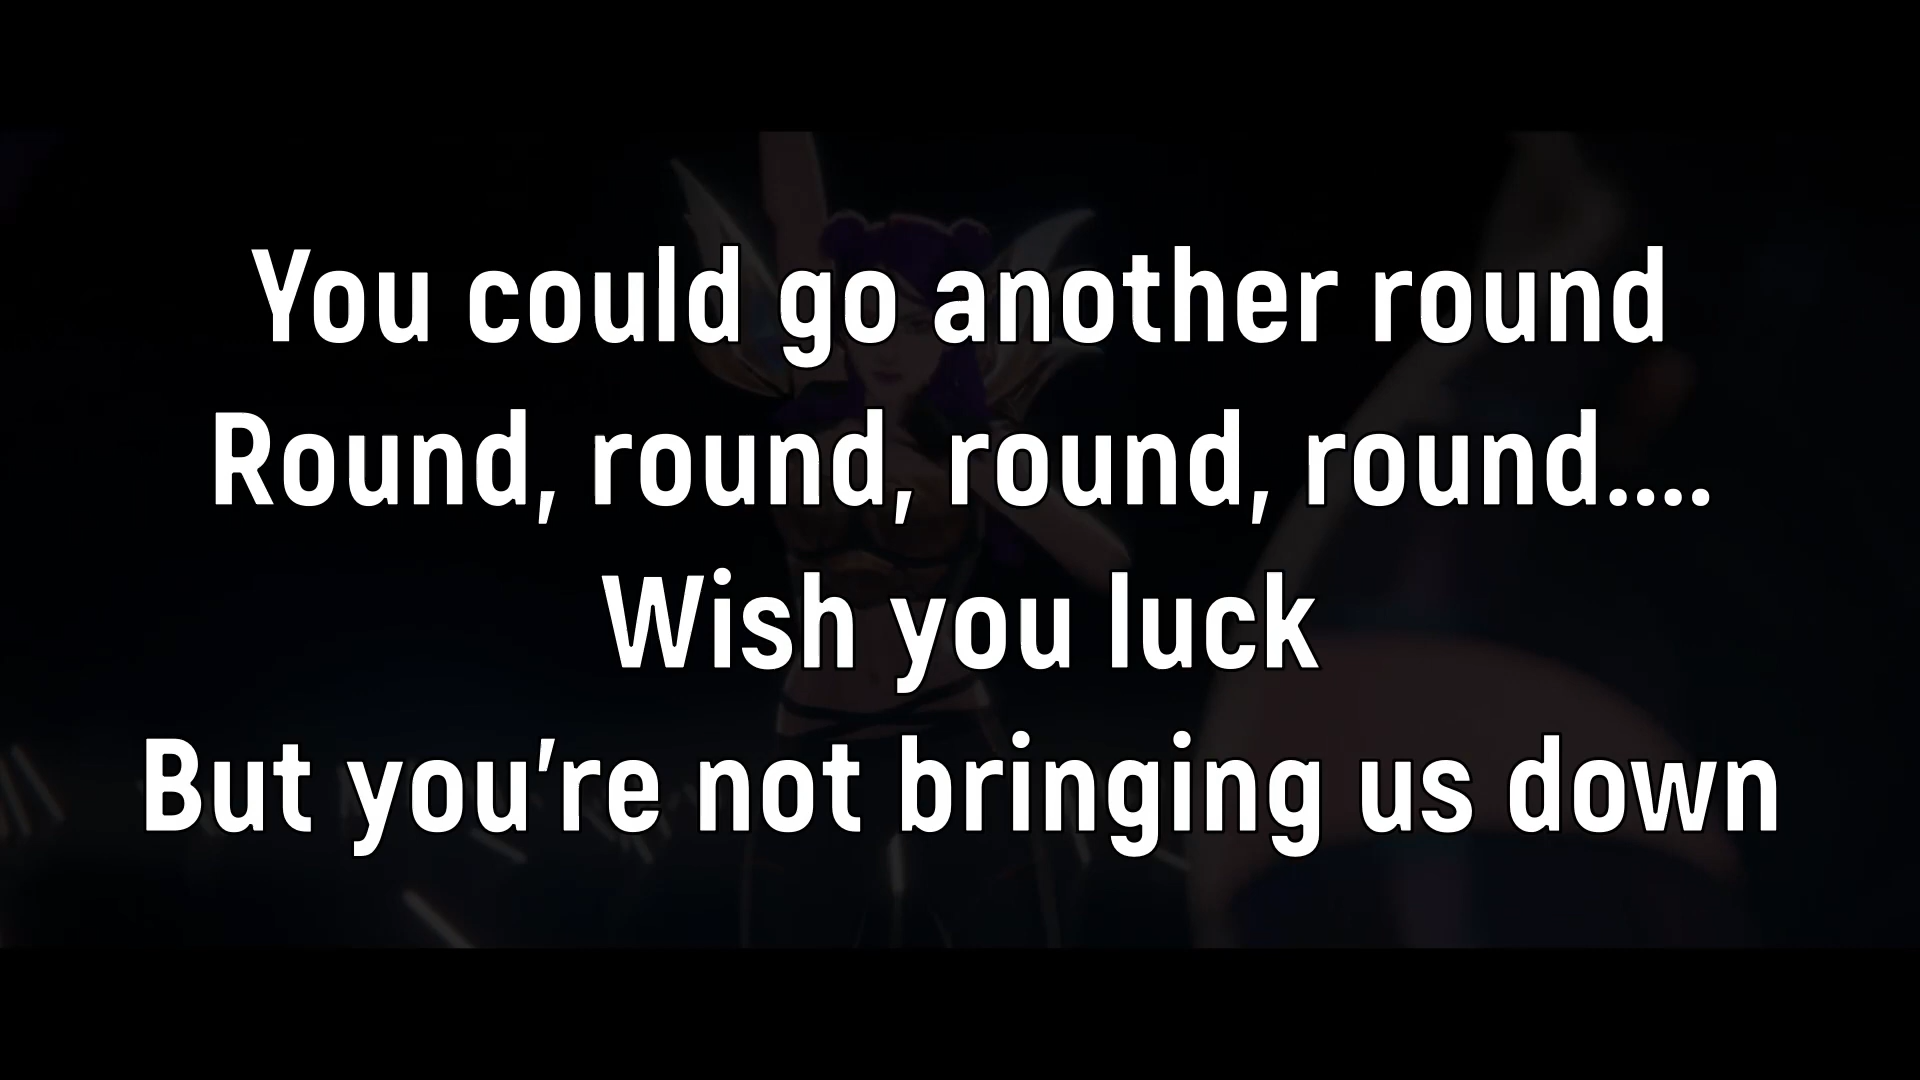 You could go another round
Round, round, round, round....
Wish you luck
But you're not bringing us down